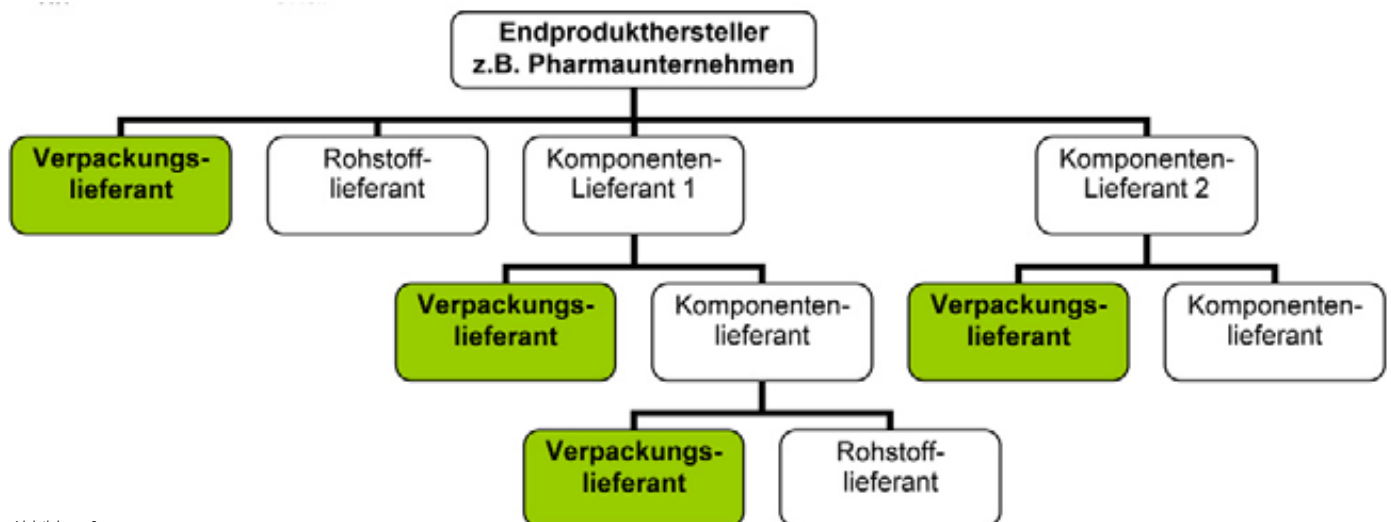 Endprodukthersteller
z.B. Pharmaunternehmen
Verpackungs-
lieferant
Rohstoff-
lieferant
Komponenten-
Lieferant 1
Komponenten-
Lieferant 2
Verpackungs-
lieferant
Komponenten-
lieferant
Verpackungs-
lieferant
Komponenten-
lieferant
Verpackungs-
lieferant
Rohstoff-
lieferant